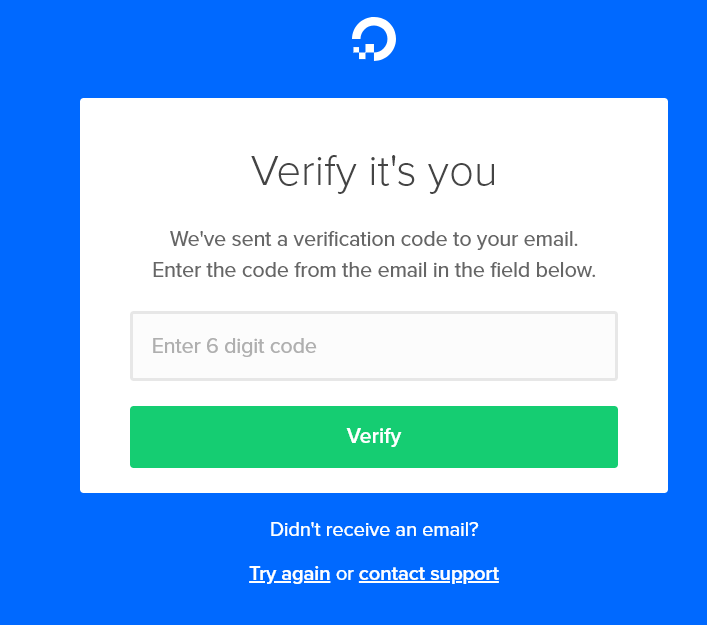 Verify it's you
We've sent a verification code to your email.
Enter the code from the email in the field below.
Enter 6 digit code
Verify
Didn't receive an email?
Try again or contact support